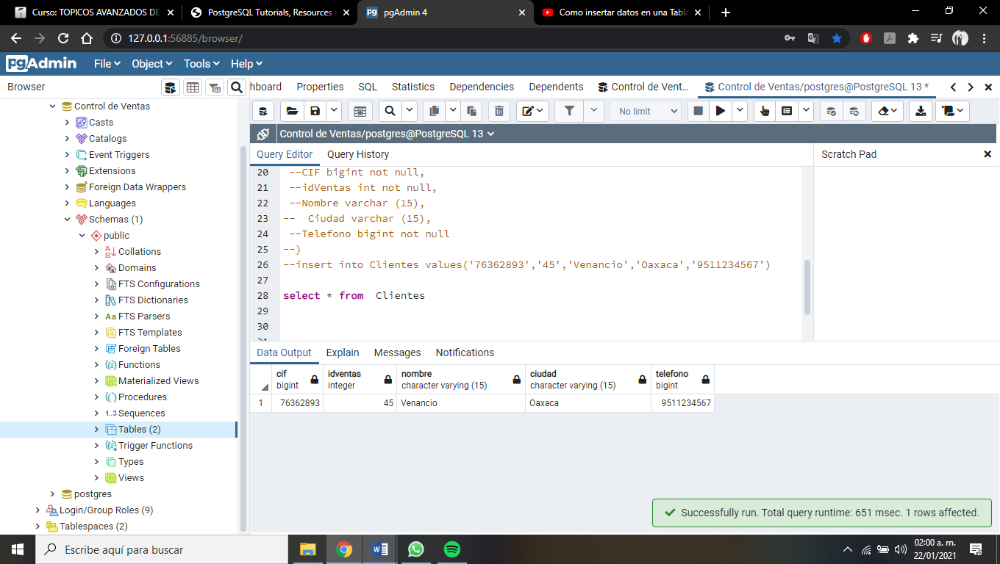 Curso: TOPICOS AVANZADOS DE
PostgreSQL Tutorials, Resources a
pgAdmin 4
Como insertar datos en una Tabla
127.0.0.1:56885/browser/
pgAdmin File Object Tools Help
Browser
hboard Properties SQL Statistics Dependencies Dependents Control de Vent... Control de Ventas/postgres@PostgreSQL 13 *
No limit
Control de Ventas/postgres@PostgreSQL 13
Query Editor Query History
Scratch Pad
Control de Ventas
Casts
Catalogs
Event Triggers
Extensions
Foreign Data Wrappers
Languages
Schemas (1)
public
Collations
Domains
FTS Configurations
FTS Dictionaries
Aa FTS Parsers
FTS Templates
Foreign Tables
Functions
Materialized Views
Procedures
1..3 Sequences
Tables (2)
Trigger Functions
Types
Views
postgres
Login/Group Roles (9)
Tablespaces (2)
20 --CIF bigint not null,
21 --idVentas int not null,
22 --Nombre varchar (15),
23 -- Ciudad varchar (15),
24 --Telefono bigint not null
25 --)
26 --insert into Clientes values('76362893','45','Venancio','Oaxaca','9511234567')
27
28 select * from Clientes
29
30
Data Output Explain Messages Notifications
cif idventas nombre ciudad telefono
bigint integer character varying (15) character varying (15) bigint
1 76362893 45 Venancio Oaxaca 9511234567
Successfully run. Total query runtime: 651 msec. 1 rows affected.
Escribe aquí para buscar
02:00 a. m.
22/01/2021